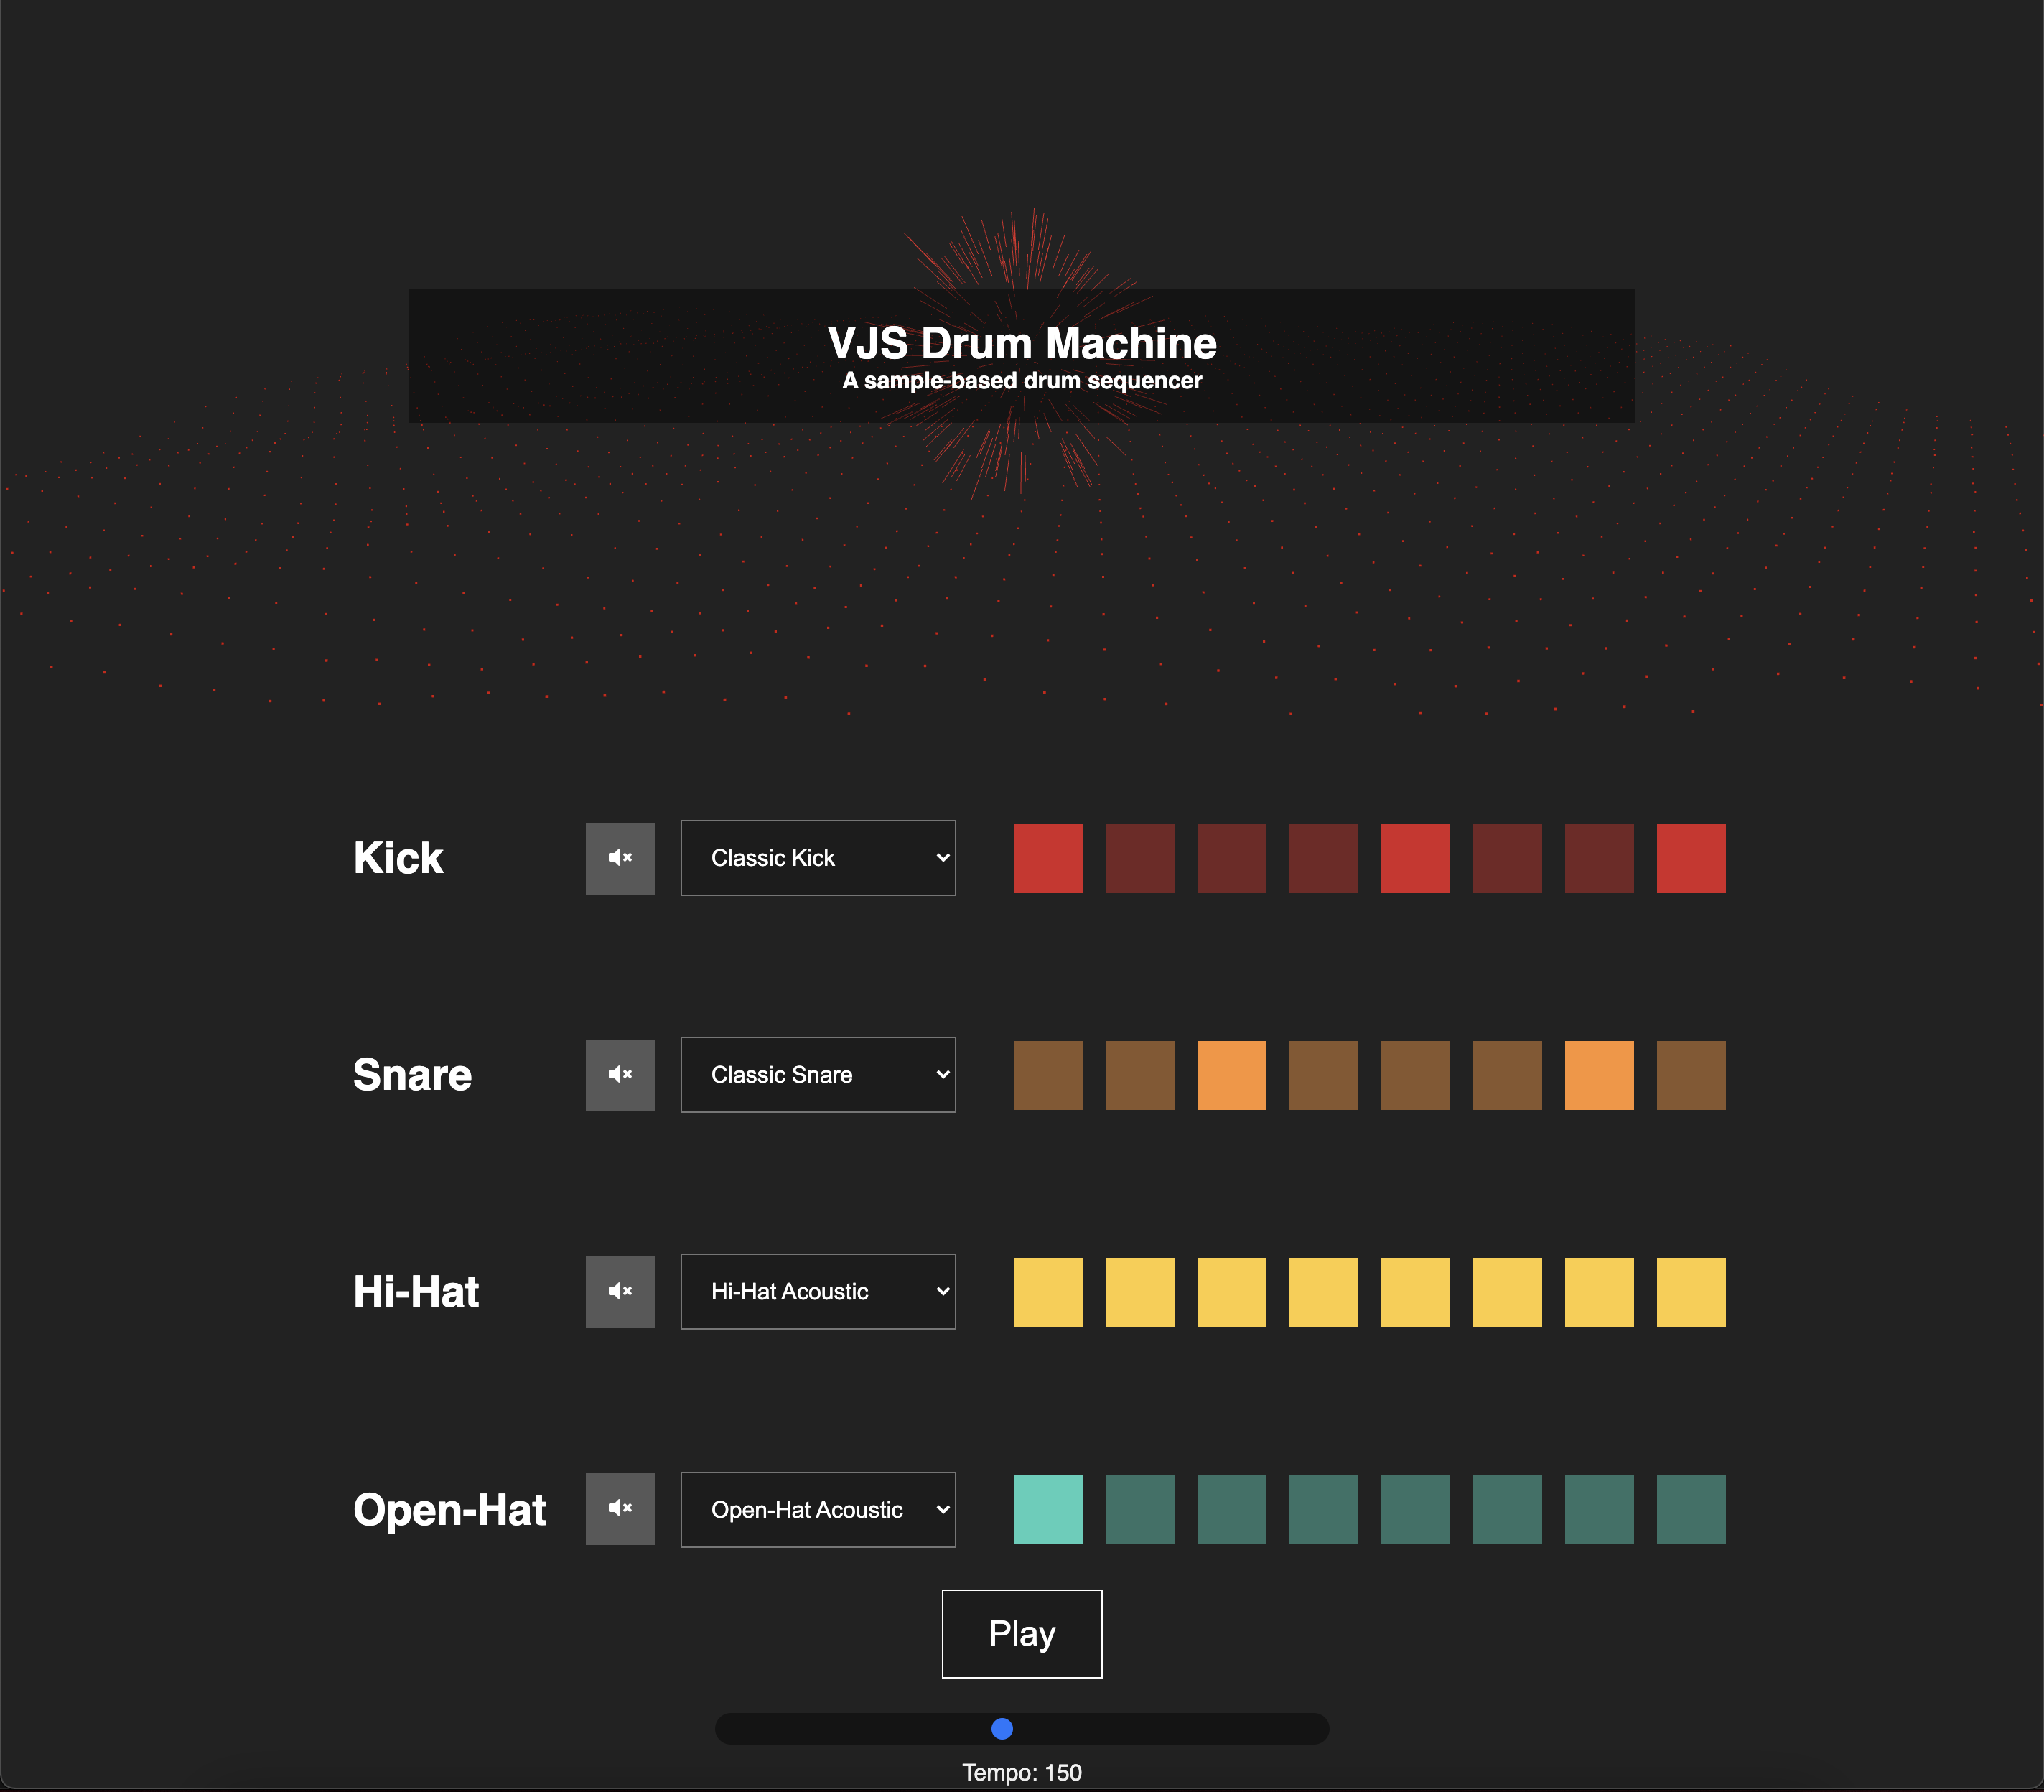 VJS Drum Machine
A sample-based drum sequencer
Kick
Classic Kick
Snare
Classic Snare
Hi-Hat
Hi-Hat Acoustic
Open-Hat
Open-Hat Acoustic
Play
Tempo: 150